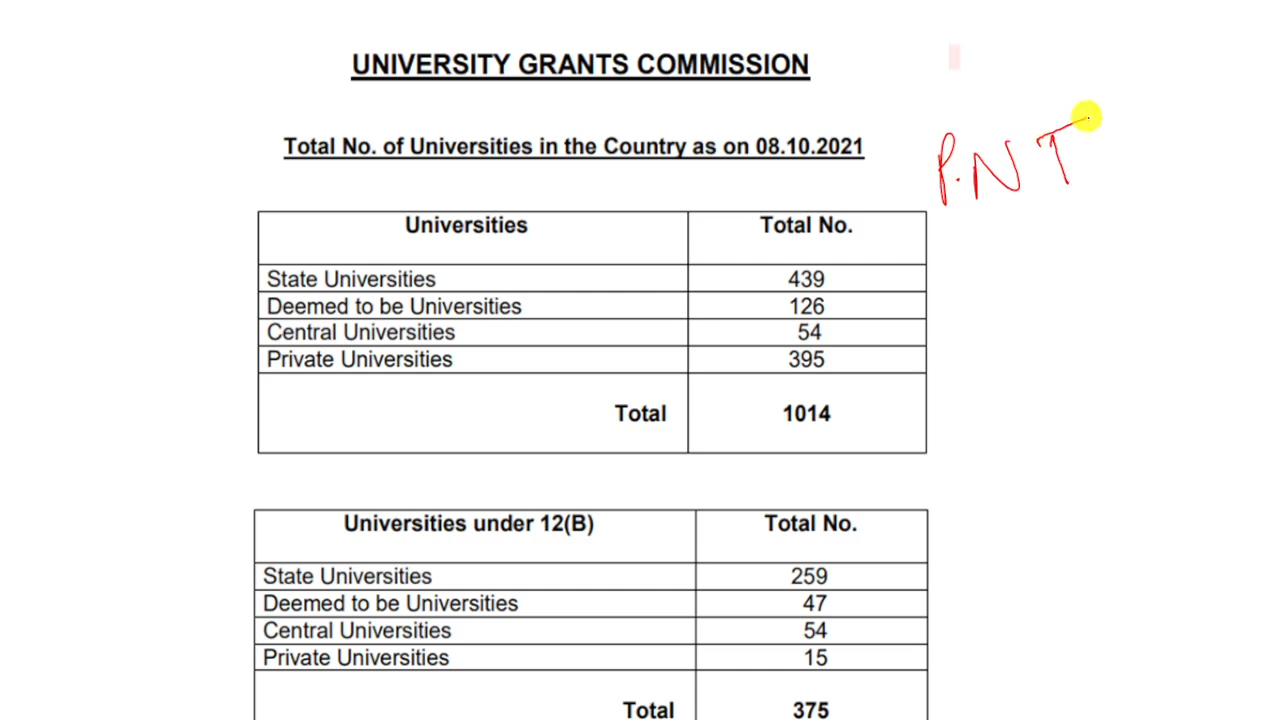 UNIVERSITY GRANTS COMMISSION
Total No. of Universities in the Country as on 08.10.2021
P.NT
Universities Total No.
State Universities 439
Deemed to be Universities 126
Central Universities 54
Private Universities 395
Total 1014
Universities under 12(B) Total No.
State Universities 259
Deemed to be Universities 47
Central Universities 54
Private Universities 15
Total 375